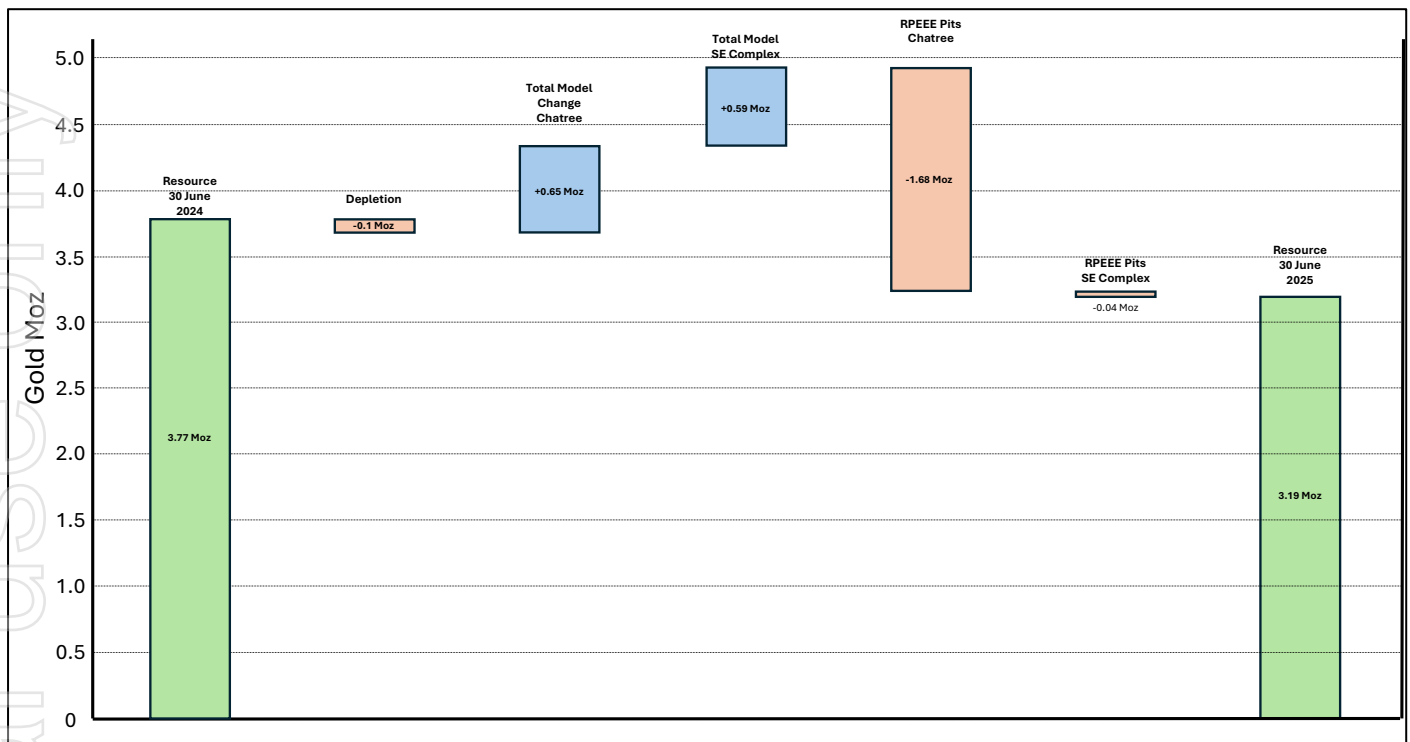 RPEEE Pits
Chatree
Total Model
SE Complex
5.0
Total Model
Change
Chatree
+0.59 Moz
4.5
Resource
30 June
2024
Depletion
+0.65 Moz
-1.68 Moz
4.0
-0.1 Moz
3.5
RPEEE Pits
SE Complex
Resource
30 June
2025
-0.04 Moz
3.0
Gold Moz
2.5
3.77 Moz
2.0
3.19 Moz
1.5
1.0
0.5
0